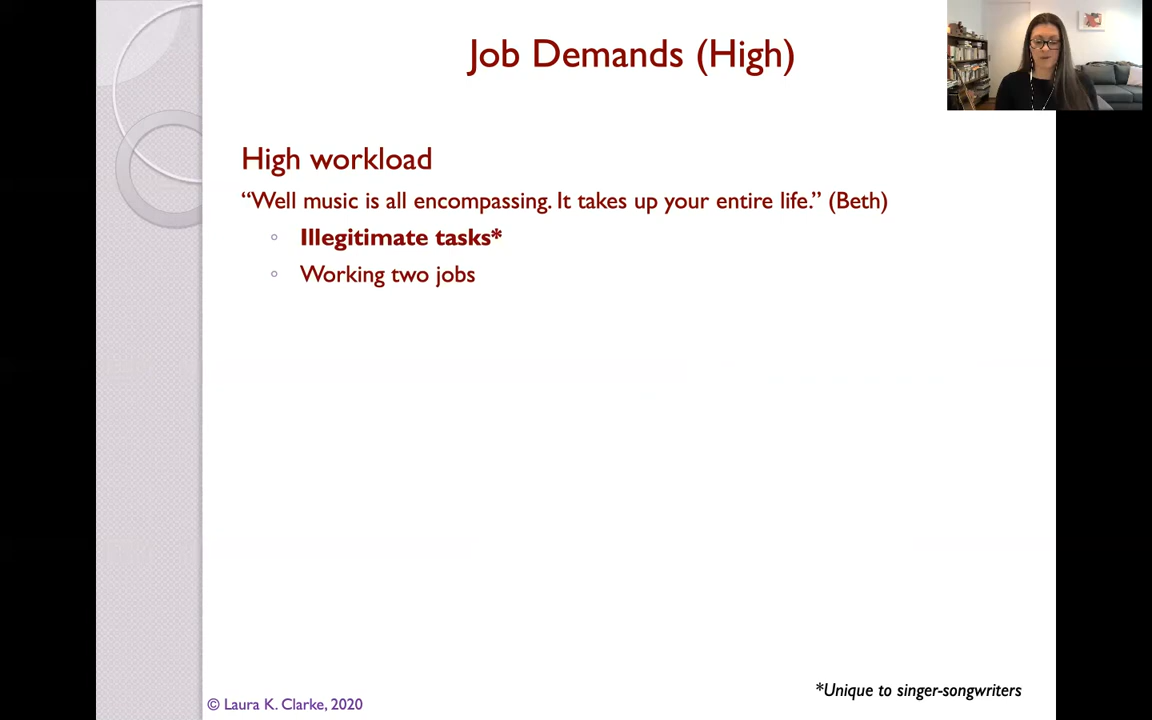 Job Demands (High)
High workload
“Well music is all encompassing. It takes up your entire life.” (Beth)
Illegitimate tasks*
Working two jobs
*Unique to singer-songwriters
© Laura K. Clarke, 2020